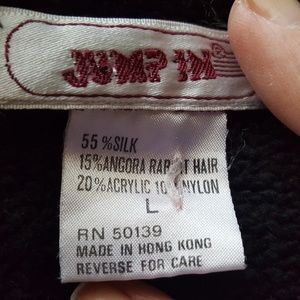 JUMP IN
55%SILK
15%ANGORA HAIR
20%ACRYLIC NYLON
L
RN 50139
MADE IN HONG KONG
REVERSE FOR CARE